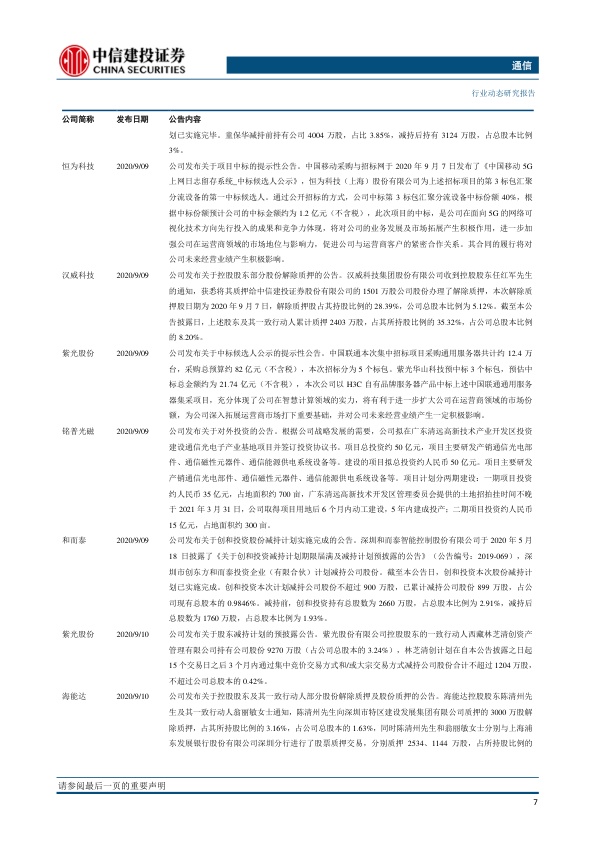 中信建投证券
CHINA SECURITIES
通信
行业动态研究报告
公司简称 发布日期 公告内容
划已实施完毕。童保华减持前持有公司 4004 万股，占比 3.85%，减持后持有 3124 万股，占总股本比例
3%。
恒为科技 2020/9/09 公司发布关于项目中标的提示性公告。中国移动采购与招标网于 2020 年 9 月 7 日发布了《中国移动 5G
上网日志留存系统_中标候选人公示》，恒为科技（上海）股份有限公司为上述招标项目的第 3 标包汇聚
分流设备的第一中标候选人。通过公开招标的方式，公司中标第 3 标包汇聚分流设备中标份额 40%，根
据中标份额预计公司的中标金额约为 1.2 亿元（不含税），此次项目的中标，是公司在面向 5G 的网络可
视化技术方向先行投入的成果和竞争力体现，将对公司的业务发展及市场拓展产生积极作用，进一步加
强公司在运营商领域的市场地位与影响力，促进公司与运营商客户的紧密合作关系。其合同的履行将对
公司未来经营业绩产生积极影响。
汉威科技 2020/9/09 公司发布关于控股股东部分股份解除质押的公告。汉威科技集团股份有限公司收到控股股东任红军先生
的通知，获悉将其质押给中信建投证券股份有限公司的 1501 万股公司股份办理了解除质押，本次解除质
押股日期为 2020 年 9 月 7 日，解除质押股占其持股比例的 28.39%，公司总股本比例为 5.12%。截至本公
告披露日，上述股东及其一致行动人累计质押 2403 万股，占其所持股比例的 35.32%，占公司总股本比例
的 8.20%。
紫光股份 2020/9/09 公司发布关于中标候选人公示的提示性公告。中国联通本次集中招标项目采购通用服务器共计约 12.4 万
台，采购总预算约 82 亿元（不含税），本次招标分为 5 个标包。紫光华山科技预中标 3 个标包，预估中
标总金额约为 21.74 亿元（不含税），本次公司以 H3C 自有品牌服务器产品中标上述中国联通通用服务
器集采项目，充分体现了公司在智慧计算领域的实力，将有利于进一步扩大公司在运营商领域的市场份
额，为公司深入拓展运营商市场打下重要基础，并对公司未来经营业绩产生一定积极影响。
铭普光磁 2020/9/09 公司发布关于对外投资的公告。根据公司战略发展的需要，公司拟在广东清远高新技术产业开发区投资
建设通信光电子产业基地项目并签订投资协议书。项目总投资约 50 亿元，项目主要研发产销通信光电部
件、通信磁性元器件、通信能源供电系统设备等。建设的项目拟总投资约人民币 50 亿元。项目主要研发
产销通信光电部件、通信磁性元器件、通信能源供电系统设备等。项目计划分两期建设：一期项目投资
约人民币 35 亿元，占地面积约 700 亩，广东清远高新技术开发区管理委员会提供的土地招拍挂时间不晚
于 2021 年 3 月 31 日，公司取得项目用地后 6 个月内动工建设，5 年内建成投产；二期项目投资约人民币
15 亿元，占地面积约 300 亩。
和而泰 2020/9/09 公司发布关于创和投资股份减持计划实施完成的公告。深圳和而泰智能控制股份有限公司于 2020 年 5 月
18 日披露了《关于创和投资减持计划期限届满及减持计划预披露的公告》（公告编号：2019-069），深
圳市创东方和而泰投资企业（有限合伙）计划减持公司股份。截至本公告日，创和投资本次股份减持计
划已实施完成。创和投资本次计划减持公司股份不超过 900 万股，已累计减持公司股份 899 万股，占公
司现有总股本的 0.9846%。减持前，创和投资持有总股数为 2660 万股，占总股本比例为 2.91%，减持后
总股数为 1760 万股，占总股本比例为 1.93%。
紫光股份 2020/9/10 公司发布关于股东减持计划的预披露公告。紫光股份有限公司控股股东的一致行动人西藏林芝清创资产
管理有限公司持有公司股份 9270 万股（占公司总股本的 3.24%），林芝清创计划在自本公告披露之日起
15 个交易日之后 3 个月内通过集中竞价交易方式和/或大宗交易方式减持公司股份合计不超过 1204 万股，
不超过公司总股本的 0.42%。
海能达 2020/9/10 公司发布关于控股股东及其一致行动人部分股份解除质押及股份质押的公告。海能达控股股东陈清州先
生及其一致行动人翁丽敏女士通知，陈清州先生向深圳市特区建设发展集团有限公司质押的 3000 万股解
除质押，占其所持股比例的 3.16%，占公司总股本的 1.63%，同时陈清州先生和翁丽敏女士分别与上海浦
东发展银行股份有限公司深圳分行进行了股票质押交易，分别质押 2534、1144 万股，占所持股比例的
请参阅最后一页的重要声明
7